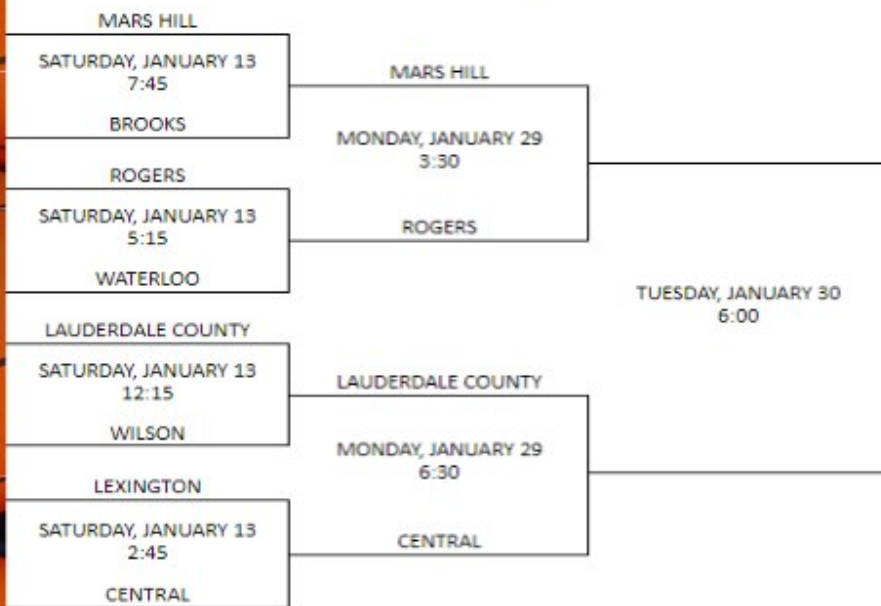 MARS HILL
SATURDAY, JANUARY 13
7:45
BROOKS
ROGERS
SATURDAY, JANUARY 13
5:15
WATERLOO
LAUDERDALE COUNTY
SATURDAY, JANUARY 13
12:15
WILSON
LEXINGTON
SATURDAY, JANUARY 13
2:45
CENTRAL
MARS HILL
MONDAY, JANUARY 29
3:30
ROGERS
LAUDERDALE COUNTY
MONDAY, JANUARY 29
6:30
CENTRAL
TUESDAY, JANUARY 30
6:00